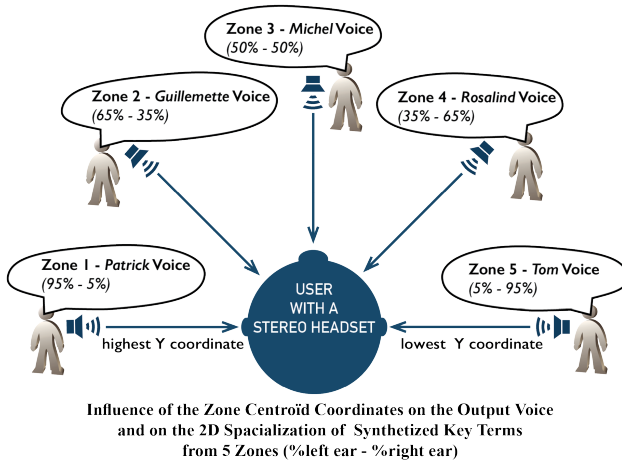 Zone 3 - Michel Voice
(50% - 50%)
Zone 2 - Guillemette Voice
(65% - 35%)
Zone 4 - Rosalind Voice
(35% - 65%)
Zone 1 - Patrick Voice
(95% - 5%)
Zone 5 - Tom Voice
(5% - 95%)
USER
WITH A
STEREO HEADSET
highest Y coordinate
lowest Y coordinate
Influence of the Zone Centroïd Coordinates on the Output Voice
and on the 2D Spacialization of Synthetized Key Terms
from 5 Zones (%left ear - %right ear)